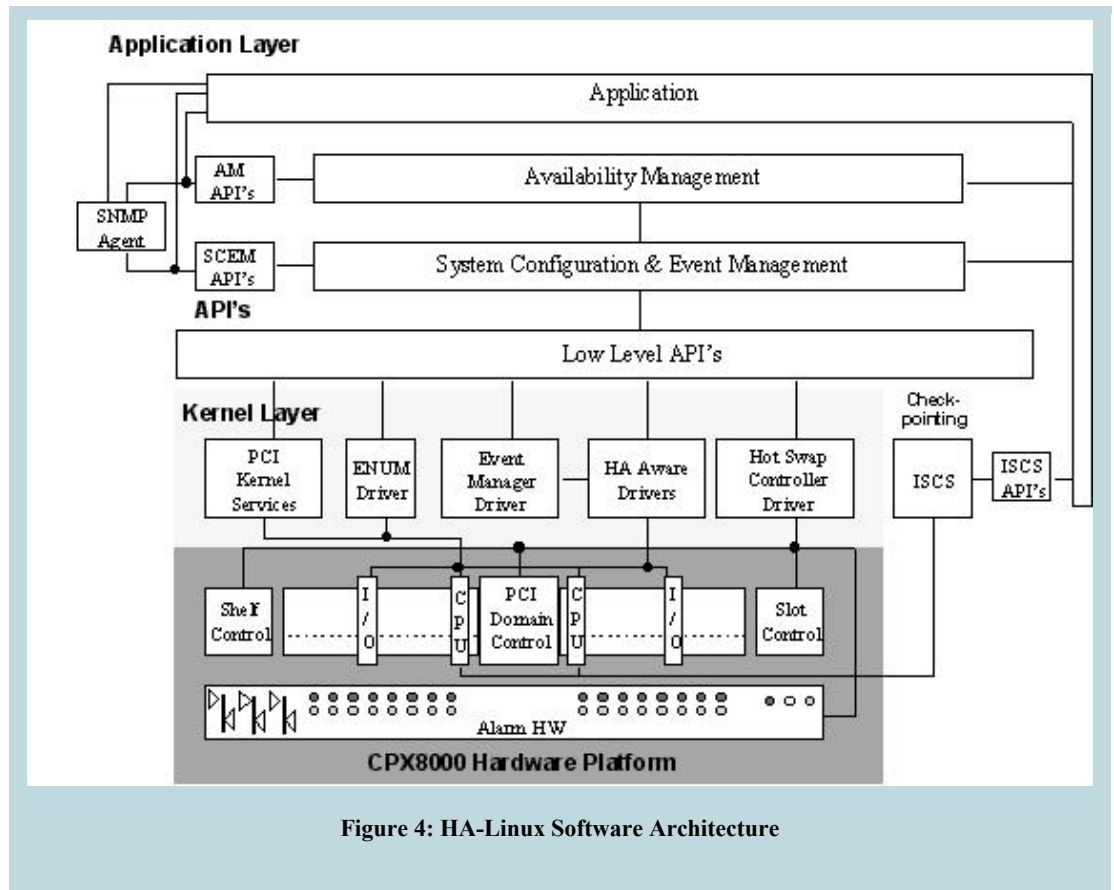 Application Layer
Application
AM
API's
Availability Management
SNMP
Agent
SCEM
API's
System Configuration & Event Management
API's
Low Level API's
Kernel Layer
Check-
pointing
PCI
Kernel
Services
ENUM
Driver
Event
Manager
Driver
HA Aware
Drivers
Hot Swap
Controller
Driver
ISCS
ISCS
API's
Shelf
Control
I
/
O
C
P
U
PCI
Domain
Control
C
P
U
I
/
O
Slot
Control
Alarm HW
CPX8000 Hardware Platform
Figure 4: HA-Linux Software Architecture